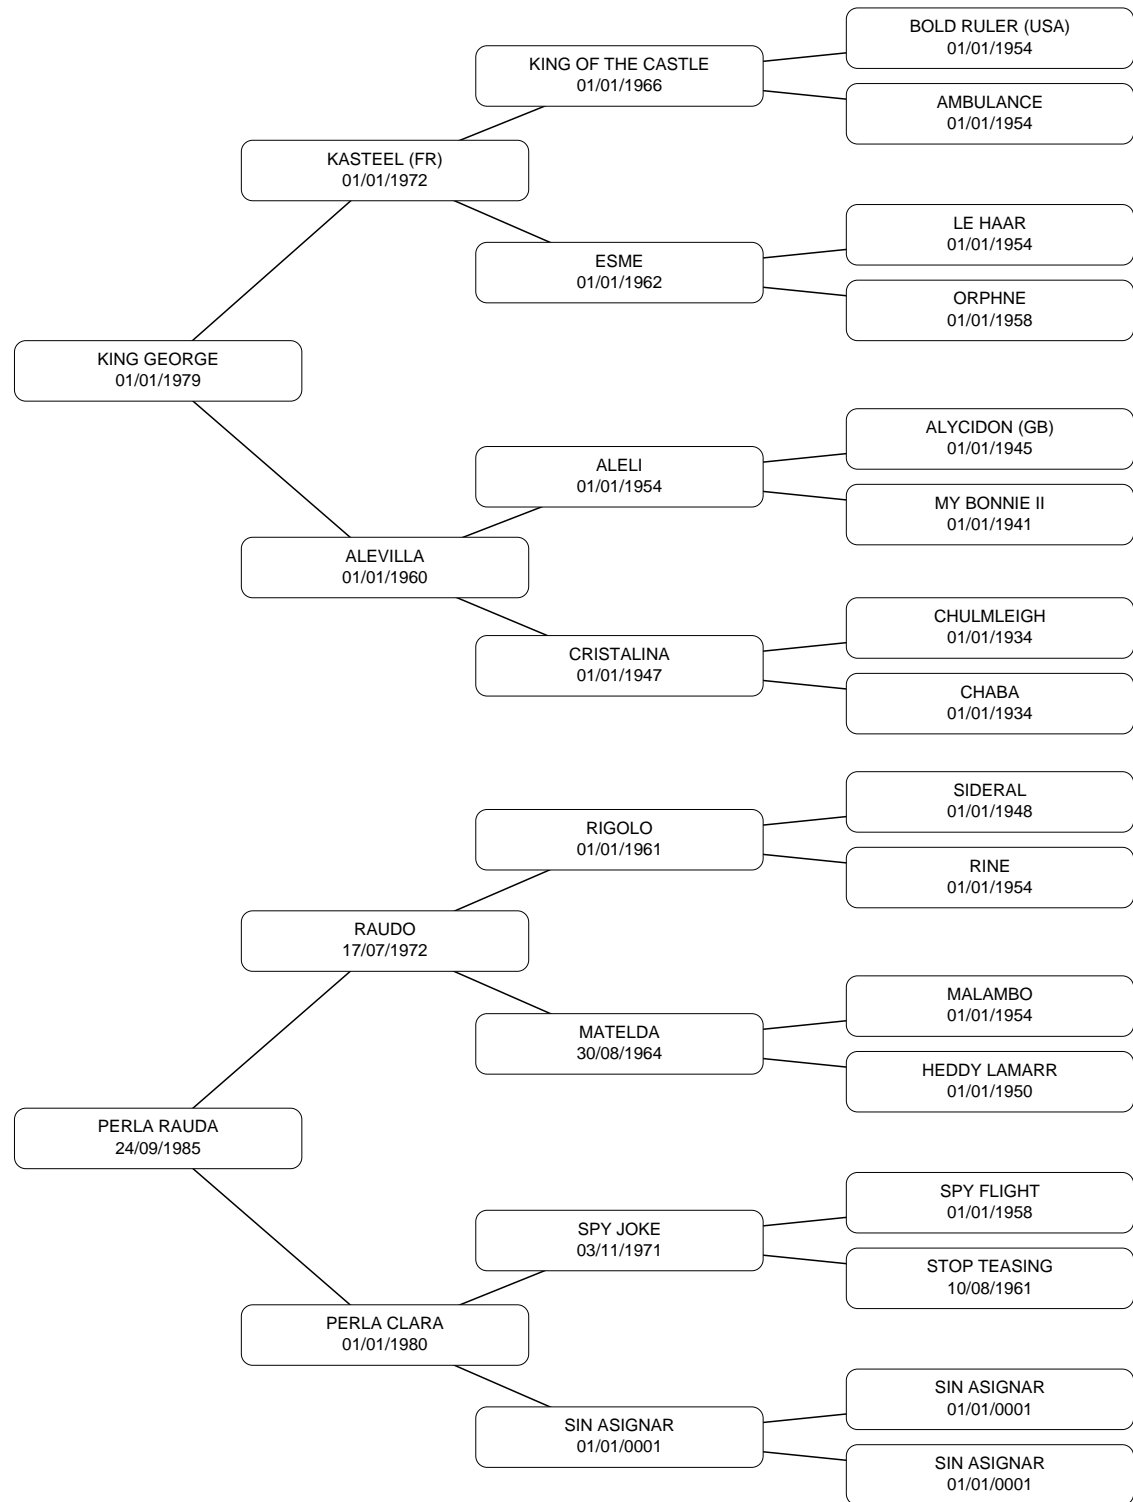 BOLD RULER (USA)
01/01/1954
KING OF THE CASTLE
01/01/1966
AMBULANCE
01/01/1954
KASTEEL (FR)
01/01/1972
LE HAAR
01/01/1954
ESME
01/01/1962
ORPHNE
01/01/1958
KING GEORGE
01/01/1979
ALYCIDON (GB)
01/01/1945
ALELI
01/01/1954
MY BONNIE II
01/01/1941
ALEVILLA
01/01/1960
CHULMLEIGH
01/01/1934
CRISTALINA
01/01/1947
CHABA
01/01/1934
SIDERAL
01/01/1948
RIGOLO
01/01/1961
RINE
01/01/1954
RAUDO
17/07/1972
MALAMBO
01/01/1954
MATELDA
30/08/1964
HEDDY LAMARR
01/01/1950
PERLA RAUDA
24/09/1985
SPY FLIGHT
01/01/1958
SPY JOKE
03/11/1971
STOP TEASING
10/08/1961
PERLA CLARA
01/01/1980
SIN ASIGNAR
01/01/0001
SIN ASIGNAR
01/01/0001
SIN ASIGNAR
01/01/0001